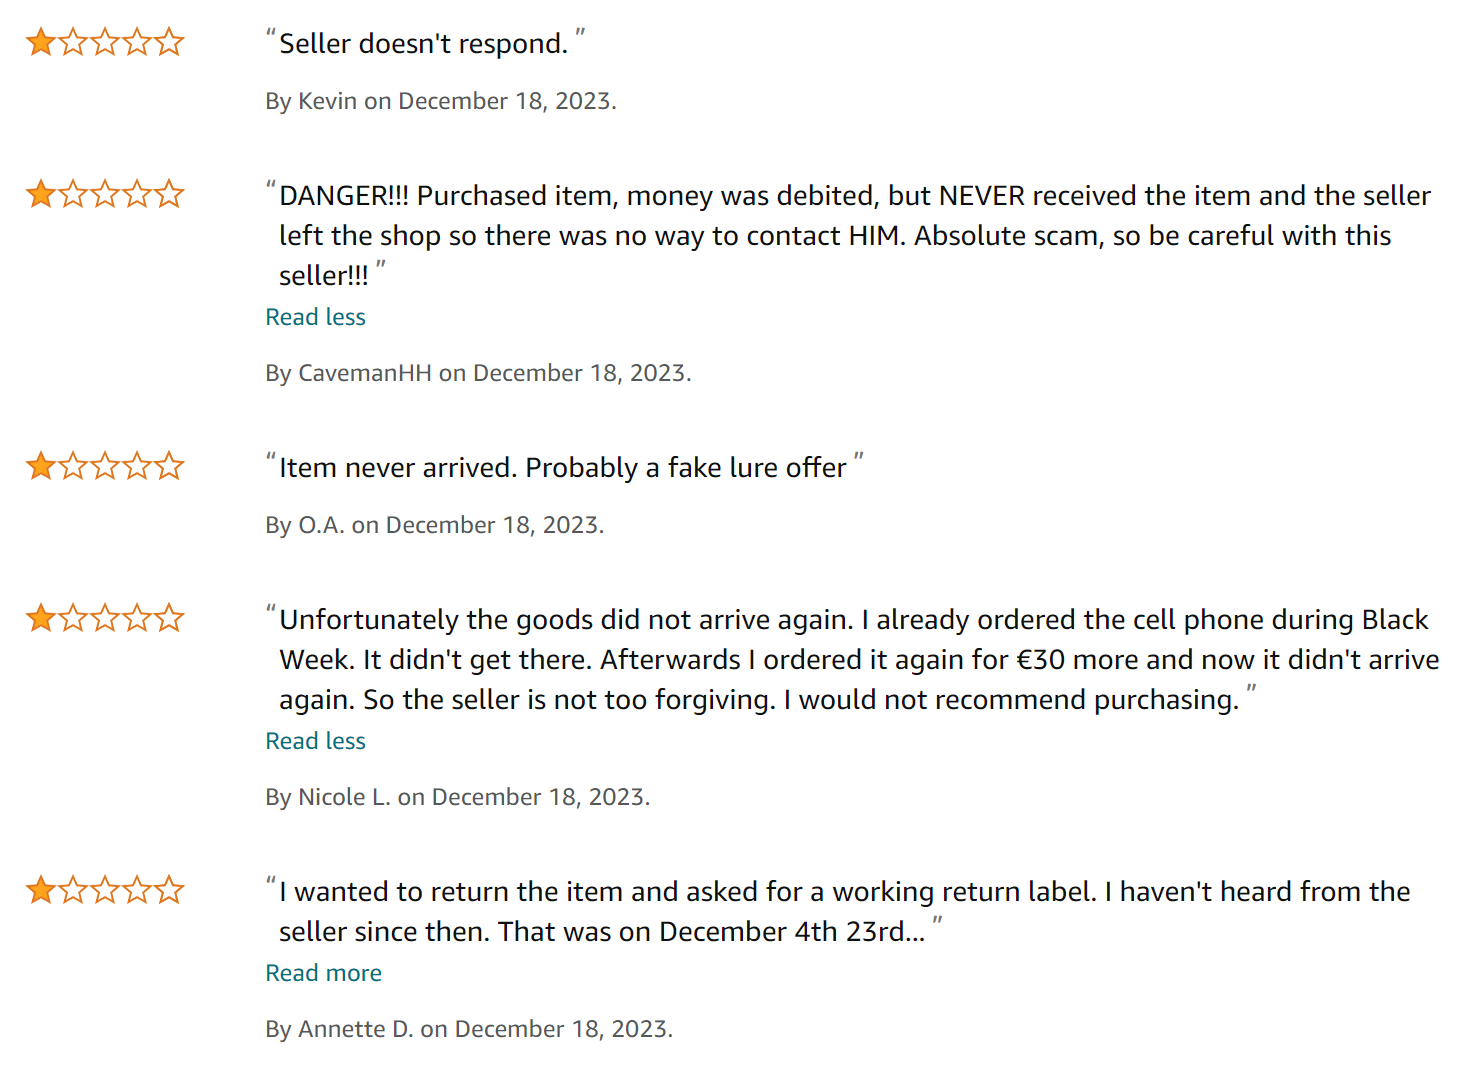 “Seller doesn't respond.”
By Kevin on December 18, 2023.
“DANGER!!! Purchased item, money was debited, but NEVER received the item and the seller
left the shop so there was no way to contact HIM. Absolute scam, so be careful with this
seller!!!”
Read less
By CavemanHH on December 18, 2023.
“Item never arrived. Probably a fake lure offer”
By O.A. on December 18, 2023.
“Unfortunately the goods did not arrive again. I already ordered the cell phone during Black
Week. It didn't get there. Afterwards I ordered it again for €30 more and now it didn't arrive
again. So the seller is not too forgiving. I would not recommend purchasing.”
Read less
By Nicole L. on December 18, 2023.
“I wanted to return the item and asked for a working return label. I haven't heard from the
seller since then. That was on December 4th 23rd...”
Read more
By Annette D. on December 18, 2023.